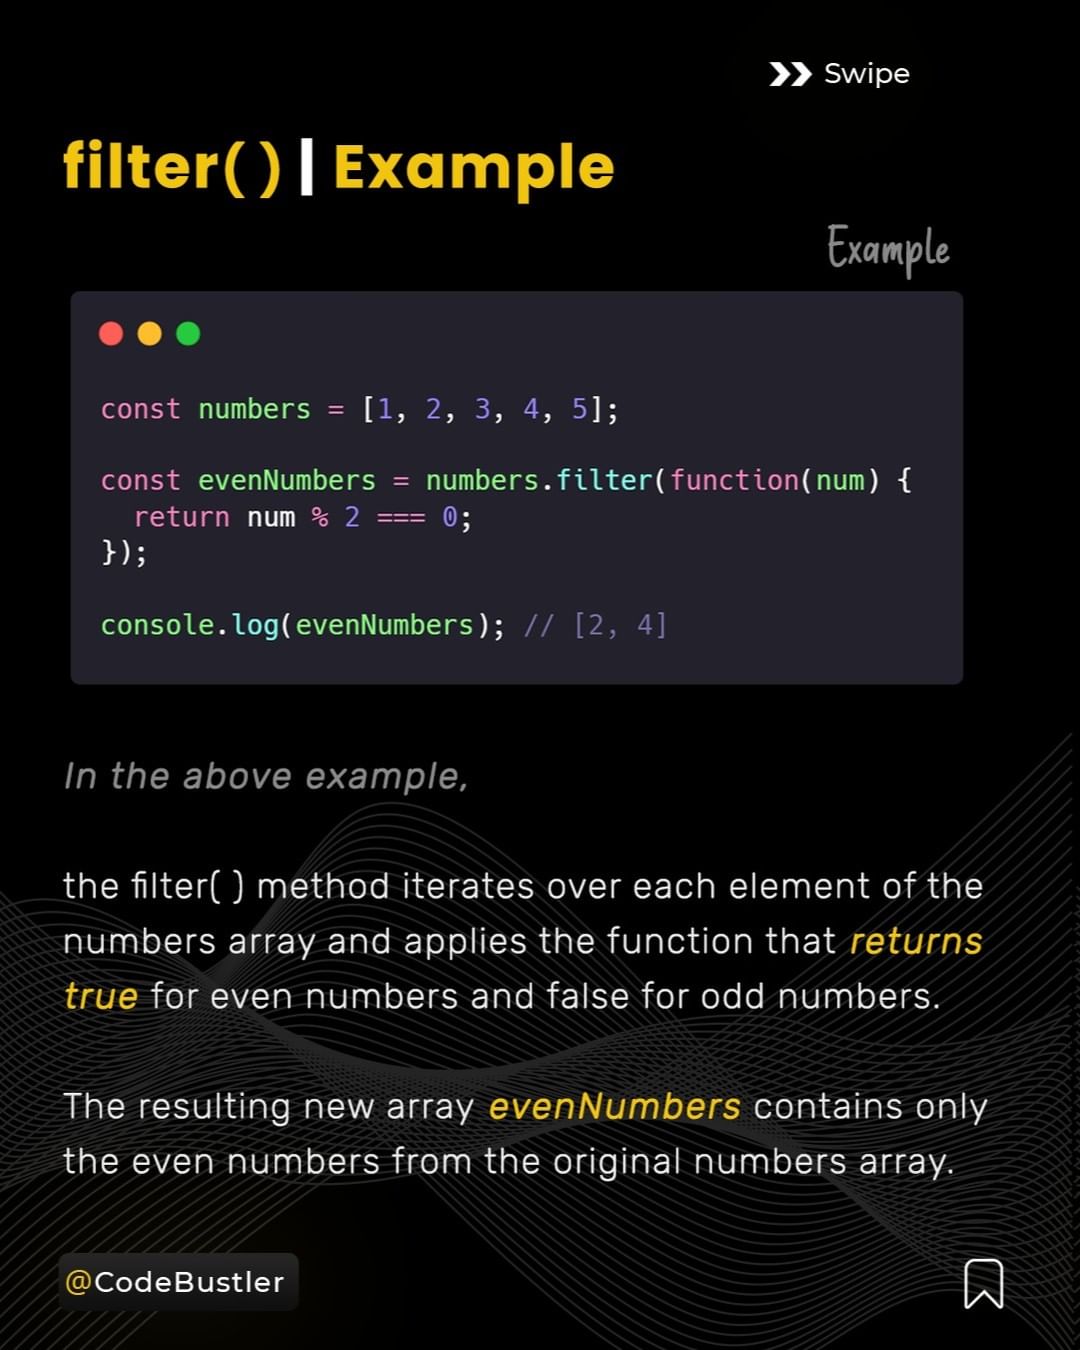 Swipe
filter( ) | Example
Example
const numbers = [1, 2, 3, 4, 5];
const evenNumbers = numbers.filter(function(num) {
  return num % 2 === 0;
});
console.log(evenNumbers); // [2, 4]
In the above example,
the filter( ) method iterates over each element of the
numbers array and applies the function that returns
true for even numbers and false for odd numbers.
The resulting new array evenNumbers contains only
the even numbers from the original numbers array.
@CodeBustler